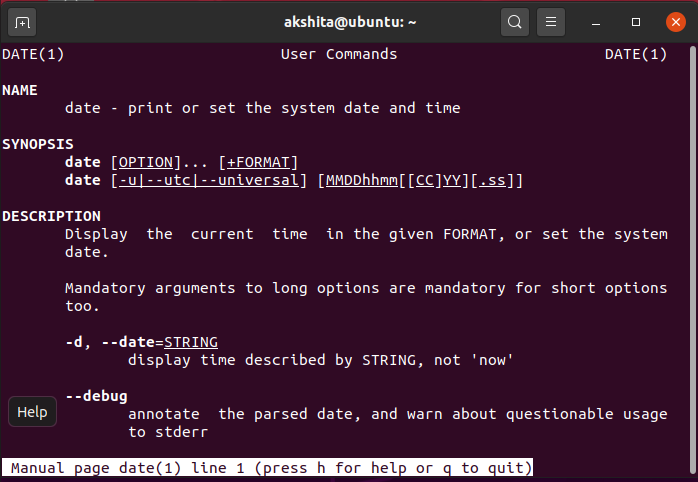 akshita@ubuntu: ~
DATE(1) User Commands DATE(1)
NAME
date - print or set the system date and time
SYNOPSIS
date [OPTION]... [+FORMAT]
date [-u|--utc|--universal] [MMDDhhmm[[CC]YY][.ss]]
DESCRIPTION
Display the current time in the given FORMAT, or set the system
date.
Mandatory arguments to long options are mandatory for short options
too.
-d, --date=STRING
display time described by STRING, not 'now'
--debug
Help
annotate the parsed date, and warn about questionable usage
to stderr
Manual page date(1) line 1 (press h for help or q to quit)